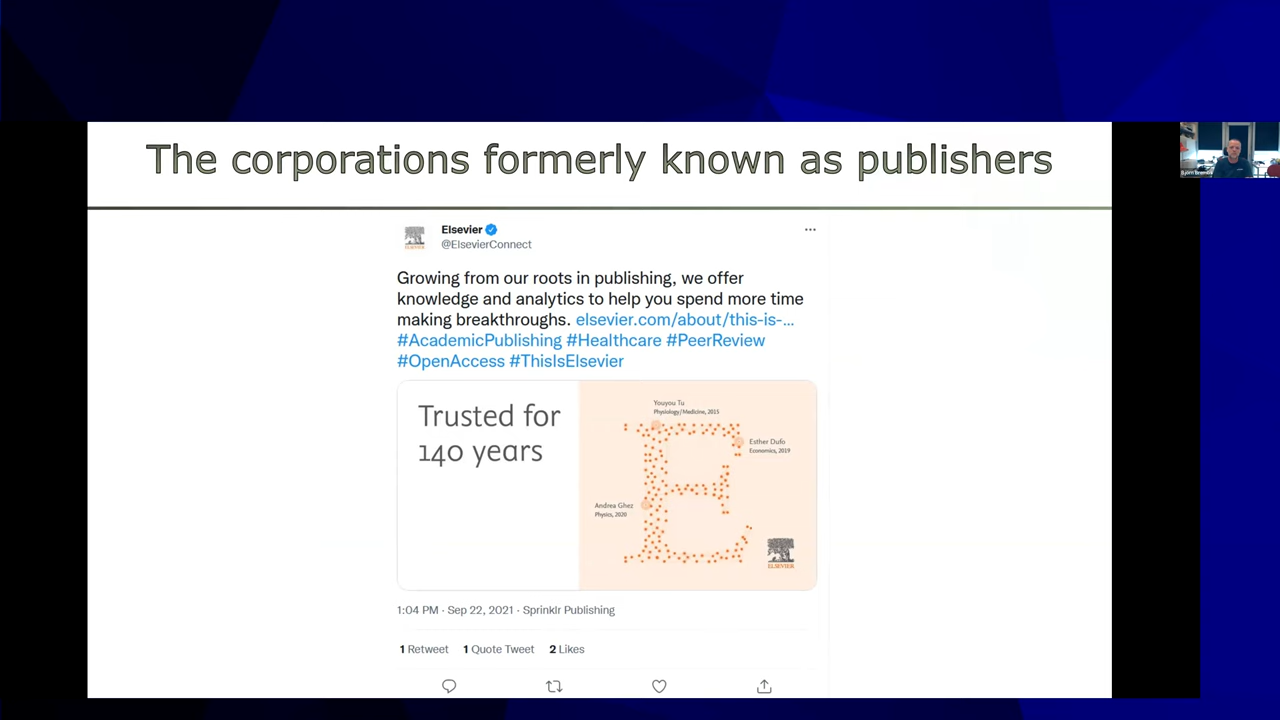 The corporations formerly known as publishers
Björn Brembs
Elsevier
@ElsevierConnect
Growing from our roots in publishing, we offer
knowledge and analytics to help you spend more time
making breakthroughs. elsevier.com/about/this-is-...
#AcademicPublishing #Healthcare #PeerReview
#OpenAccess #ThisIsElsevier
Trusted for
140 years
Youyou Tu
Physiology/Medicine, 2015
Esther Dufo
Economics, 2019
Andrea Ghez
Physics, 2020
ELSEVIER
1:04 PM · Sep 22, 2021 · Sprinklr Publishing
1 Retweet 1 Quote Tweet 2 Likes